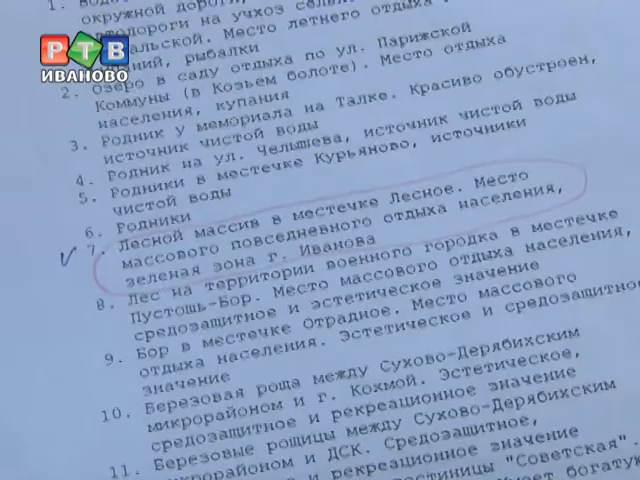 окружной дороги,
автодороги на учхоз
Место летнего отдыха
рыбалки
РТВ
ИВАНОВО
2. Озеро в саду отдыха по ул. Парижской
Коммуны (в Козьем болоте). Место отдыха
населения, купания
3. Родник у мемориала на Талке. Красиво обустроен,
источник чистой воды
4. Родник на ул. Челышева, источник чистой воды
5. Родники в местечке Курьяново, источники
чистой воды
6. Родники
7. Лесной массив в местечке Лесное. Место
массового повседневного отдыха населения,
зеленая зона г. Иванова
8. Лес на территории военного городка в местечке
Пустошь-Бор. Место массового отдыха населения,
средозащитное и эстетическое значение
9. Бор в местечке Отрадное. Место массового
отдыха населения. Эстетическое и средозащитное
значение
10. Березовая роща между Сухово-Дерябихским
микрорайоном и г. Кохмой. Эстетическое,
средозащитное и рекреационное значение
11. Березовые рощицы между Сухово-Дерябихским
микрорайоном и ДСК. Средозащитное,
и рекреационное значение
"Советская".